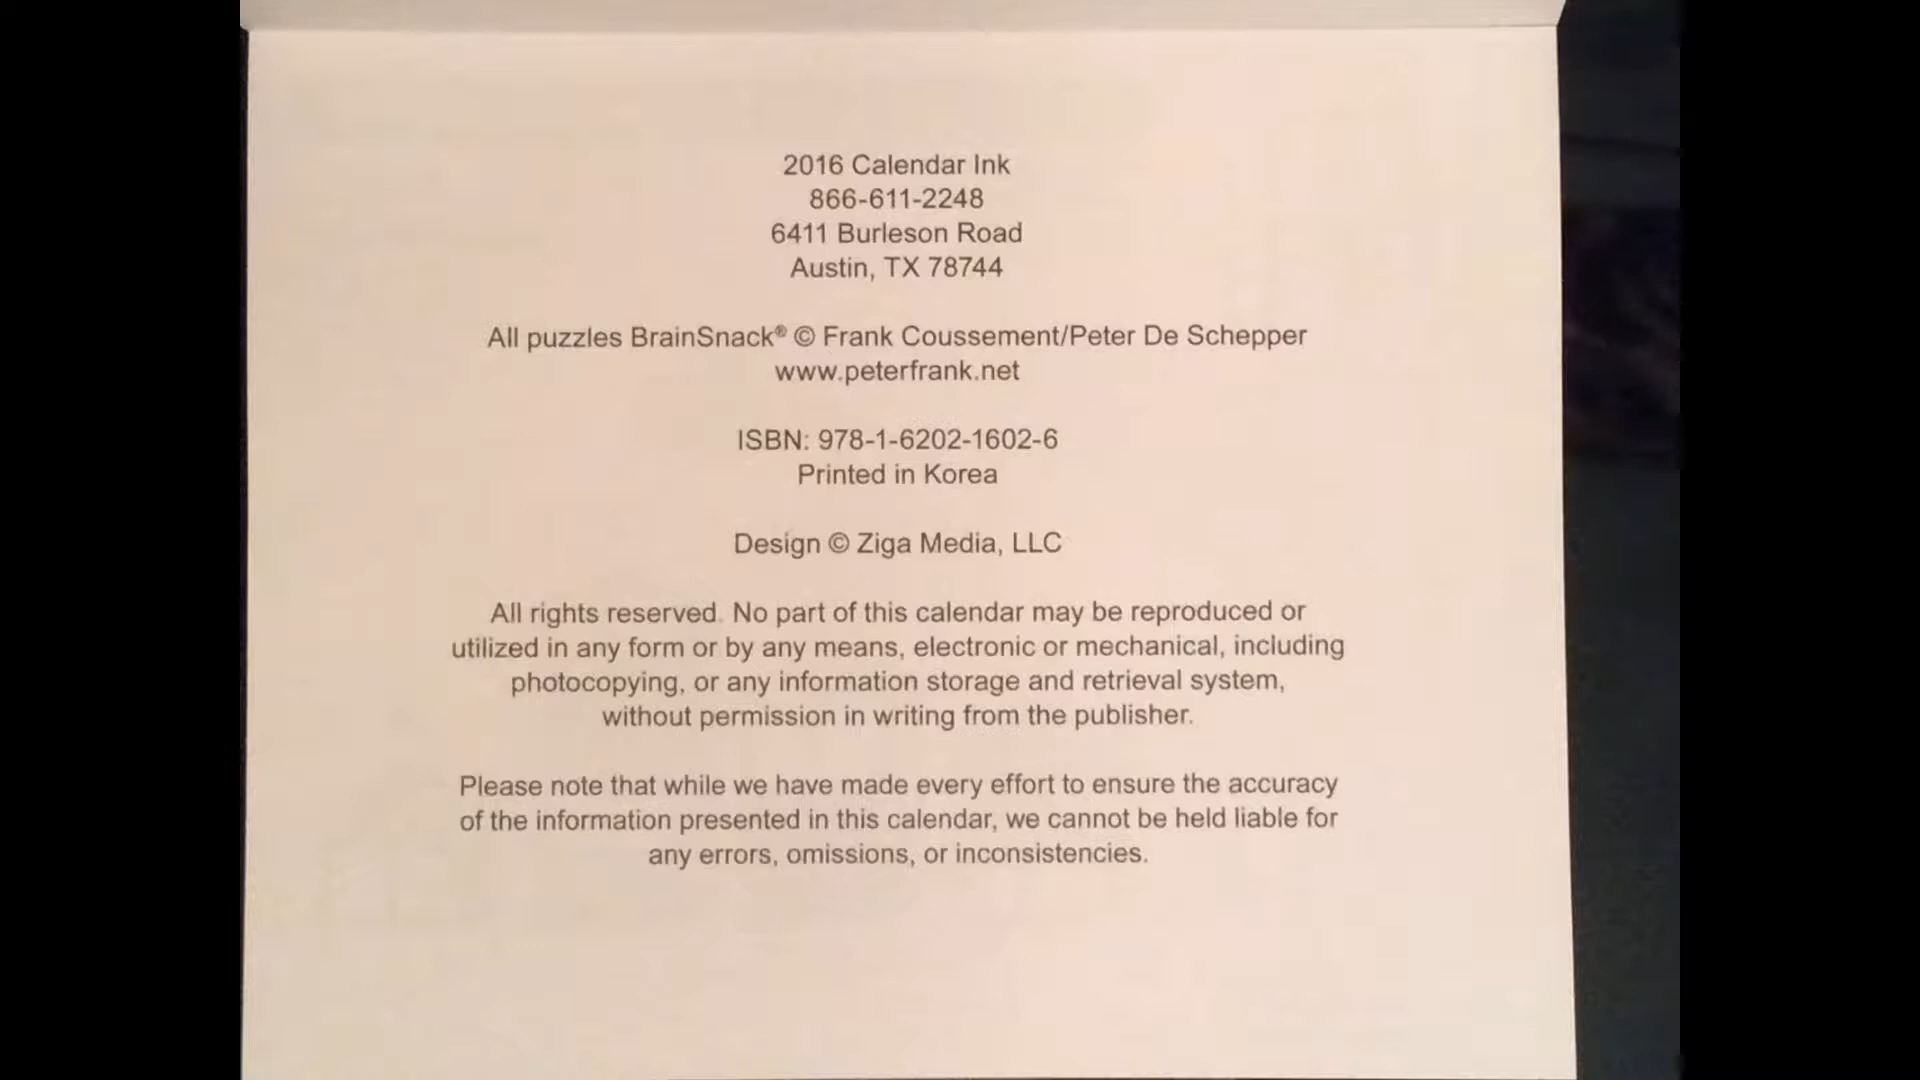 2016 Calendar Ink
866-611-2248
6411 Burleson Road
Austin, TX 78744
All puzzles BrainSnack® © Frank Coussement/Peter De Schepper
www.peterfrank.net
ISBN: 978-1-6202-1602-6
Printed in Korea
Design © Ziga Media, LLC
All rights reserved. No part of this calendar may be reproduced or
utilized in any form or by any means, electronic or mechanical, including
photocopying, or any information storage and retrieval system,
without permission in writing from the publisher.
Please note that while we have made every effort to ensure the accuracy
of the information presented in this calendar, we cannot be held liable for
any errors, omissions, or inconsistencies.